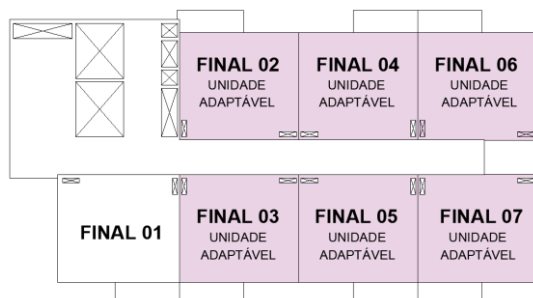 FINAL 02
UNIDADE
ADAPTÁVEL
FINAL 04
UNIDADE
ADAPTÁVEL
FINAL 06
UNIDADE
ADAPTÁVEL
FINAL 01
FINAL 03
UNIDADE
ADAPTÁVEL
FINAL 05
UNIDADE
ADAPTÁVEL
FINAL 07
UNIDADE
ADAPTÁVEL